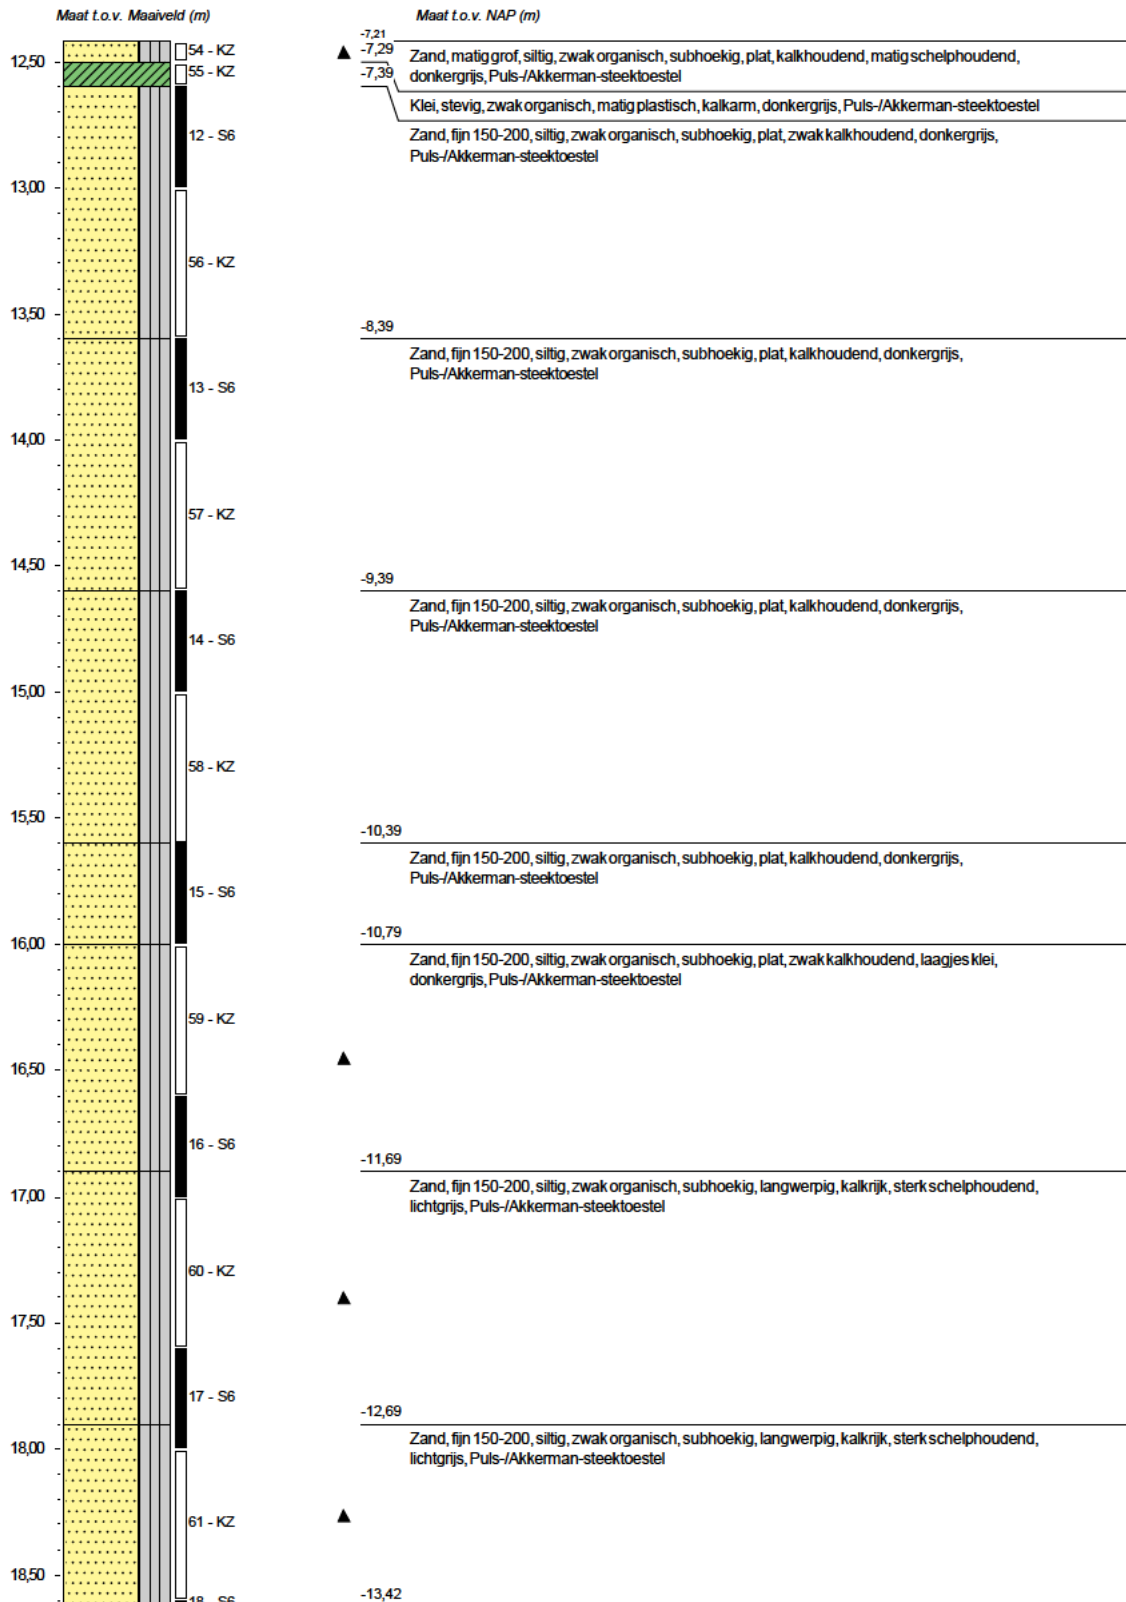 Maat t.o.v. Maaiveld (m)
Maat t.o.v. NAP (m)
-7,21
54 - KZ
-7,29
Zand, matig grof, siltig, zwak organisch, subhoekig, plat, kalkhoudend, matig schelphoudend,
12,50
55 - KZ
-7,39
donkergrijs, Puls-/Akkerman-steektoestel
Klei, stevig, zwak organisch, matig plastisch, kalkarm, donkergrijs, Puls-/Akkerman-steektoestel
12 - S6
Zand, fijn 150-200, siltig, zwak organisch, subhoekig, plat, zwak kalkhoudend, donkergrijs,
Puls-/Akkerman-steektoestel
13,00
56 - KZ
13,50
-8,39
Zand, fijn 150-200, siltig, zwak organisch, subhoekig, plat, kalkhoudend, donkergrijs,
Puls-/Akkerman-steektoestel
13 - S6
14,00
57 - KZ
14,50
-9,39
Zand, fijn 150-200, siltig, zwak organisch, subhoekig, plat, kalkhoudend, donkergrijs,
Puls-/Akkerman-steektoestel
14 - S6
15,00
58 - KZ
15,50
-10,39
Zand, fijn 150-200, siltig, zwak organisch, subhoekig, plat, kalkhoudend, donkergrijs,
Puls-/Akkerman-steektoestel
15 - S6
16,00
-10,79
Zand, fijn 150-200, siltig, zwak organisch, subhoekig, plat, zwak kalkhoudend, laagjes klei,
donkergrijs, Puls-/Akkerman-steektoestel
59 - KZ
16,50
16 - S6
-11,69
Zand, fijn 150-200, siltig, zwak organisch, subhoekig, langwerpig, kalkrijk, sterk schelphoudend,
17,00
lichtgrijs, Puls-/Akkerman-steektoestel
60 - KZ
17,50
17 - S6
-12,69
Zand, fijn 150-200, siltig, zwak organisch, subhoekig, langwerpig, kalkrijk, sterk schelphoudend,
18,00
lichtgrijs, Puls-/Akkerman-steektoestel
61 - KZ
18,50
-13,42
18 - S6